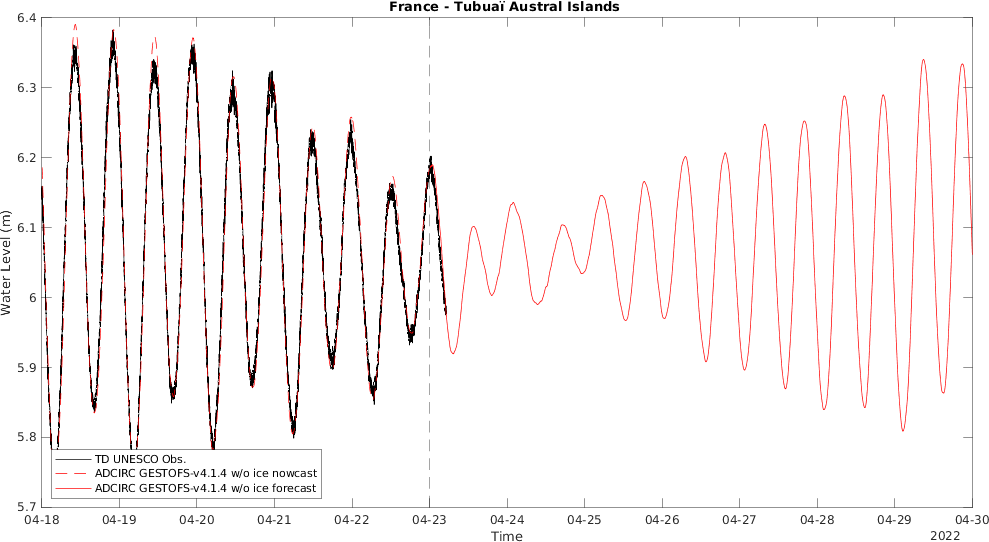 France - Tubuaï Austral Islands
6.4
6.3
6.2
6.1
6
5.9
5.8
5.7
Water Level (m)
TD UNESCO Obs.
ADCIRC GESTOFS-v4.1.4 w/o ice nowcast
ADCIRC GESTOFS-v4.1.4 w/o ice forecast
04-18 04-19 04-20 04-21 04-22 04-23 04-24 04-25 04-26 04-27 04-28 04-29 04-30
Time
2022